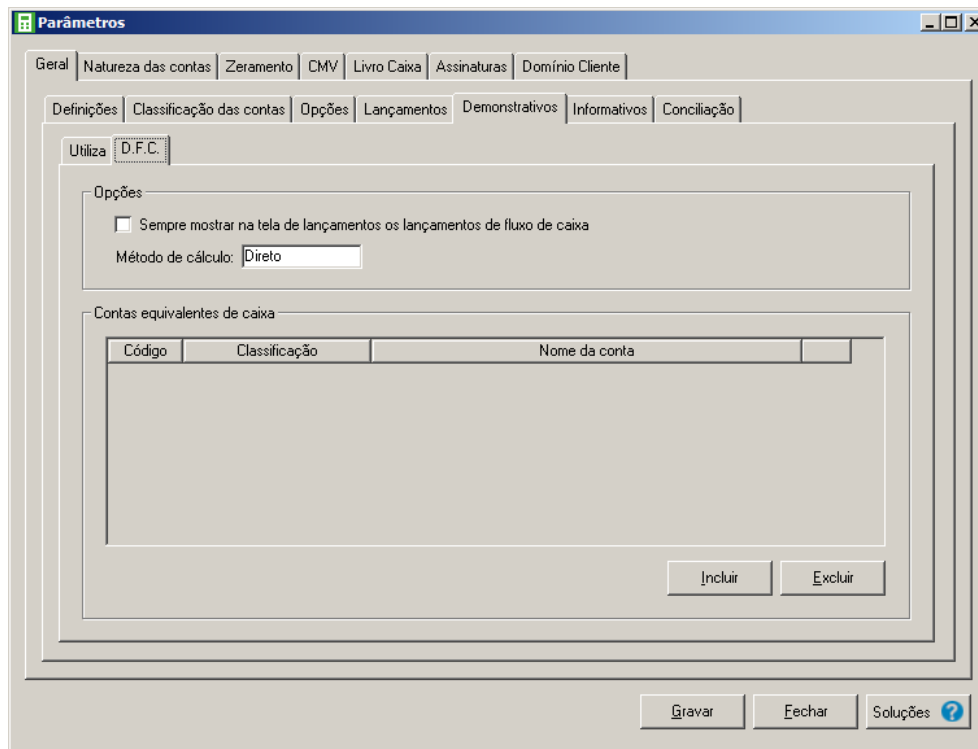 Parâmetros
Geral Natureza das contas Zeramento CMV Livro Caixa Assinaturas Domínio Cliente
Definições Classificação das contas Opções Lançamentos Demonstrativos Informativos Conciliação
Utiliza D.F.C.
Opções
Sempre mostrar na tela de lançamentos os lançamentos de fluxo de caixa
Método de cálculo: Direto
Contas equivalentes de caixa
Código Classificação Nome da conta
Incluir Excluir
Gravar Fechar Soluções ?